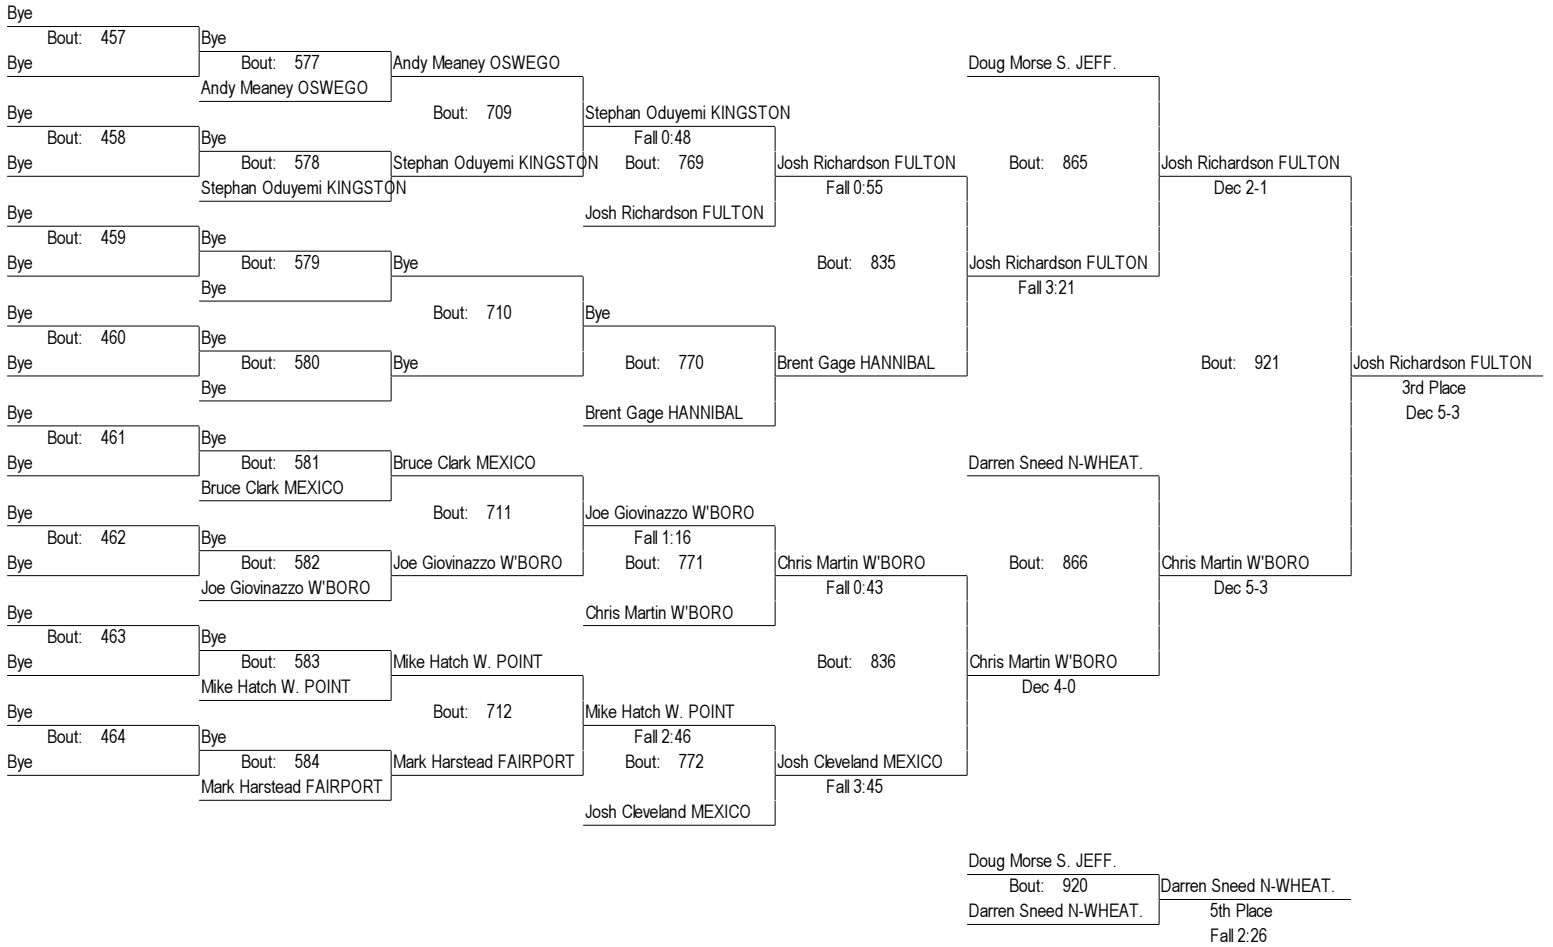 Bye
Bout: 457 Bye
Bye Bout: 577 Andy Meaney OSWEGO Doug Morse S. JEFF.
Andy Meaney OSWEGO
Bye Bout: 709 Stephan Oduyemi KINGSTON
Bout: 458 Bye Fall 0:48
Bye Bout: 578 Stephan Oduyemi KINGSTON Bout: 769 Josh Richardson FULTON Bout: 865 Josh Richardson FULTON
Stephan Oduyemi KINGSTON Fall 0:55 Dec 2-1
Bye Josh Richardson FULTON
Bout: 459 Bye
Bye Bout: 579 Bye Bout: 835 Josh Richardson FULTON
Bye Fall 3:21
Bye Bout: 710 Bye
Bout: 460 Bye
Bye Bout: 580 Bye Bout: 770 Brent Gage HANNIBAL Bout: 921 Josh Richardson FULTON
Bye 3rd Place
Bye Brent Gage HANNIBAL Dec 5-3
Bout: 461 Bye
Bye Bout: 581 Bruce Clark MEXICO Darren Sneed N-WHEAT.
Bruce Clark MEXICO
Bye Bout: 711 Joe Giovinazzo W'BORO
Bout: 462 Bye Fall 1:16
Bye Bout: 582 Joe Giovinazzo W'BORO Bout: 771 Chris Martin W'BORO Bout: 866 Chris Martin W'BORO
Joe Giovinazzo W'BORO Fall 0:43 Dec 5-3
Bye Chris Martin W'BORO
Bout: 463 Bye
Bye Bout: 583 Mike Hatch W. POINT Bout: 836 Chris Martin W'BORO
Mike Hatch W. POINT Dec 4-0
Bye Bout: 712 Mike Hatch W. POINT
Bout: 464 Bye Fall 2:46
Bye Bout: 584 Mark Harstead FAIRPORT Bout: 772 Josh Cleveland MEXICO
Mark Harstead FAIRPORT Fall 3:45
Josh Cleveland MEXICO
Doug Morse S. JEFF.
Bout: 920 Darren Sneed N-WHEAT.
Darren Sneed N-WHEAT. 5th Place
Fall 2:26